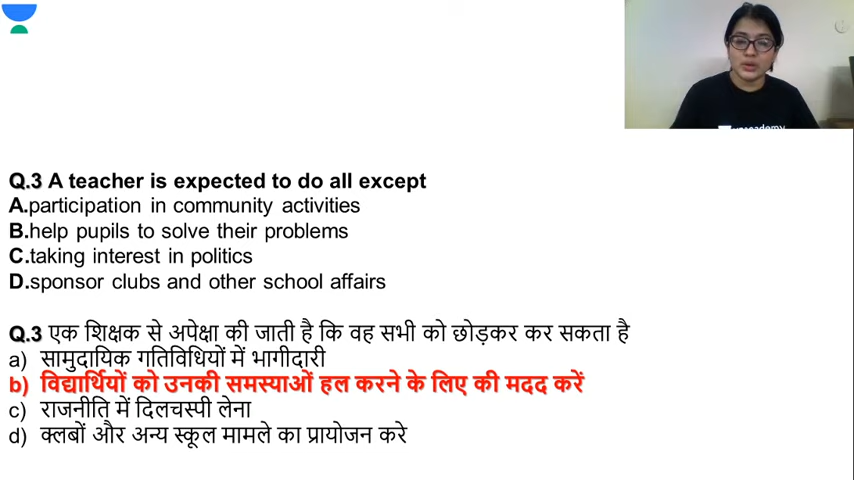 Q.3 A teacher is expected to do all except
A.participation in community activities
B.help pupils to solve their problems
C.taking interest in politics
D.sponsor clubs and other school affairs
Q.3 एक शिक्षक से अपेक्षा की जाती है कि वह सभी को छोड़कर कर सकता है
a) सामुदायिक गतिविधियों में भागीदारी
b) विद्यार्थियों को उनकी समस्याओं हल करने के लिए की मदद करें
c) राजनीति में दिलचस्पी लेना
d) क्लबों और अन्य स्कूल मामले का प्रायोजन करे